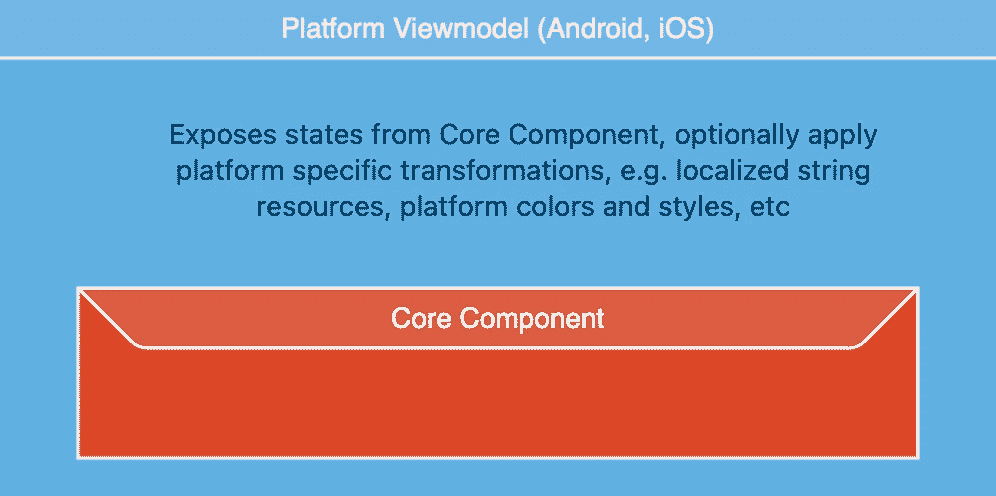 Platform Viewmodel (Android, iOS)
Exposes states from Core Component, optionally apply
platform specific transformations, e.g. localized string
resources, platform colors and styles, etc
Core Component